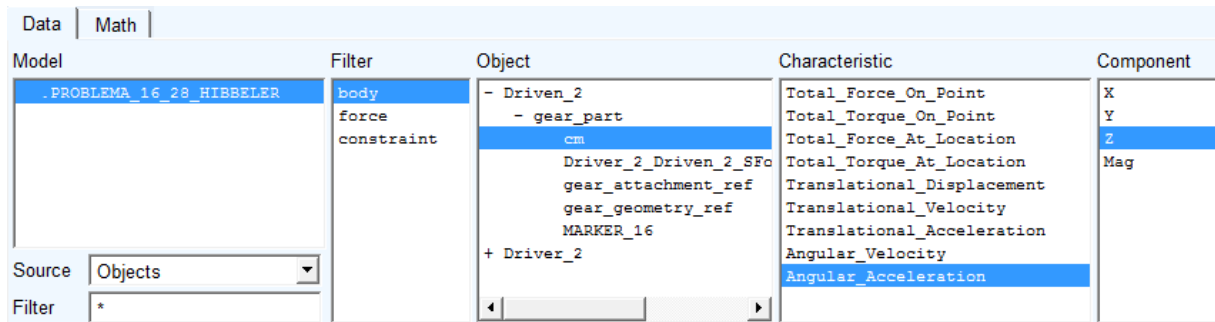 Data Math
Model Filter Object Characteristic Component
.PROBLEMA_16_28_HIBBELER
body
force
constraint
- Driven_2
- gear_part
cm
Driver_2_Driven_2_SFo
gear_attachment_ref
gear_geometry_ref
MARKER_16
+ Driver_2
Total_Force_On_Point
Total_Torque_On_Point
Total_Force_At_Location
Total_Torque_At_Location
Translational_Displacement
Translational_Velocity
Translational_Acceleration
Angular_Velocity
Angular_Acceleration
X
Y
Z
Mag
Source Objects
Filter *